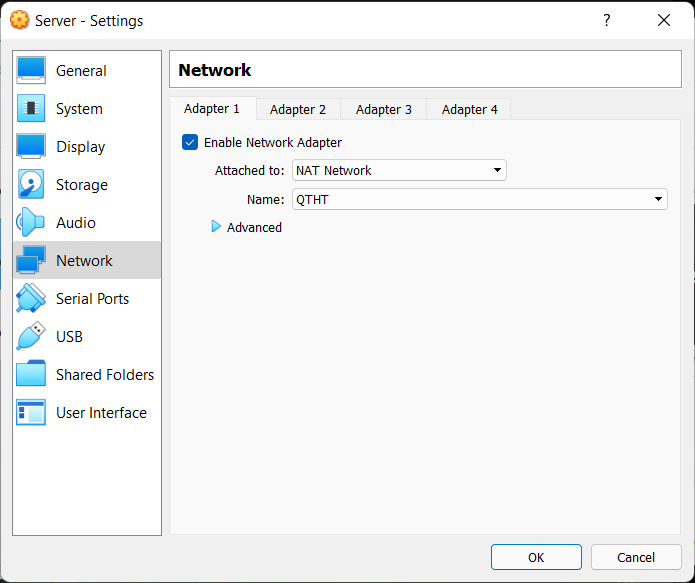 Server - Settings
?
General
System
Display
Storage
Audio
Network
Serial Ports
USB
Shared Folders
User Interface
Network
Adapter 1
Adapter 2
Adapter 3
Adapter 4
Enable Network Adapter
Attached to: NAT Network
Name: QTHT
Advanced
OK
Cancel